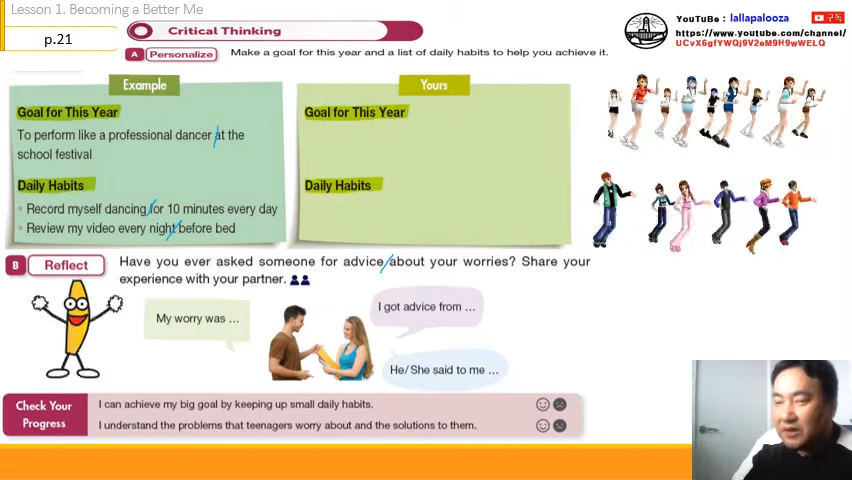 Lesson 1. Becoming a Better Me
p.21
Critical Thinking
A Personalize Make a goal for this year and a list of daily habits to help you achieve it.
YouTuBe : lallapalooza
구독
https://www.youtube.com/channel/
UCvX6gfYWQj9V2eM9H9wWELQ
Example
Goal for This Year
To perform like a professional dancer at the
school festival
Daily Habits
Record myself dancing for 10 minutes every day
Review my video every night before bed
Yours
Goal for This Year
Daily Habits
B Reflect Have you ever asked someone for advice about your worries? Share your
experience with your partner.
My worry was ...
I got advice from ...
He/She said to me ...
Check Your
Progress
I can achieve my big goal by keeping up small daily habits.
I understand the problems that teenagers worry about and the solutions to them.